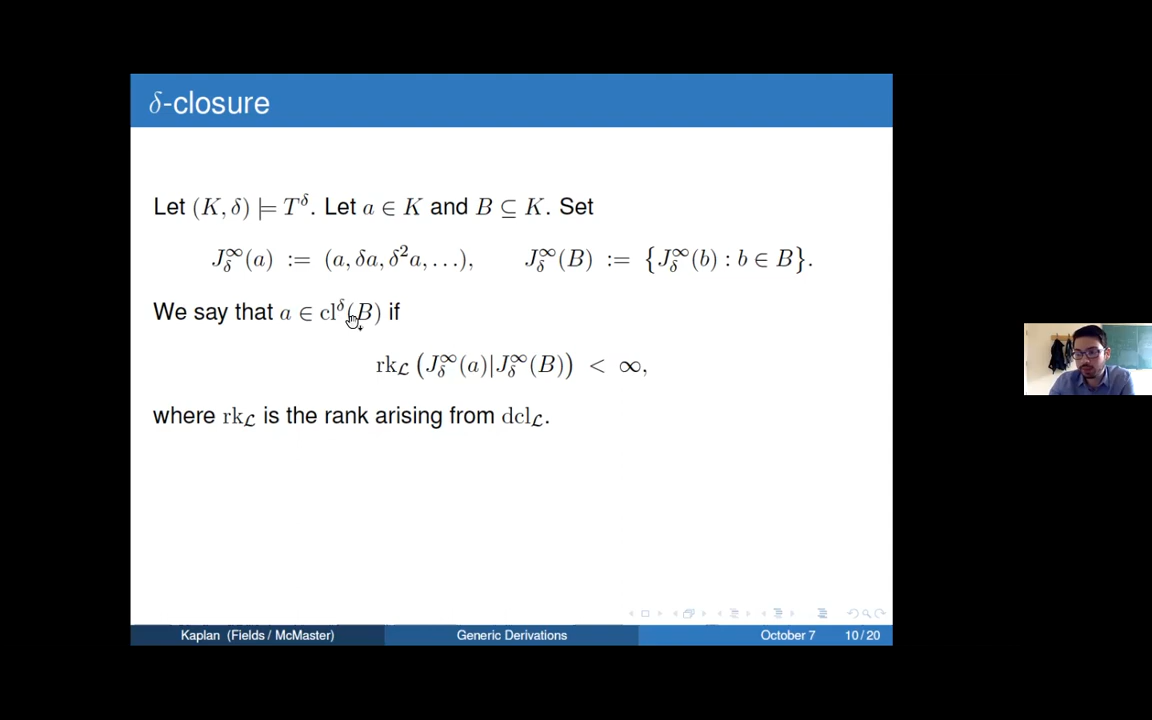 δ-closure
Let (K, δ) ⊨ T^δ. Let a ∈ K and B ⊆ K. Set
J_δ^∞(a) := (a, δa, δ²a, …),  J_δ^∞(B) := {J_δ^∞(b) : b ∈ B}.
We say that a ∈ cl^δ(B) if
rk_𝓛 (J_δ^∞(a)|J_δ^∞(B)) < ∞,
where rk_𝓛 is the rank arising from dcl_𝓛.
Kaplan (Fields / McMaster) Generic Derivations October 7 10 / 20